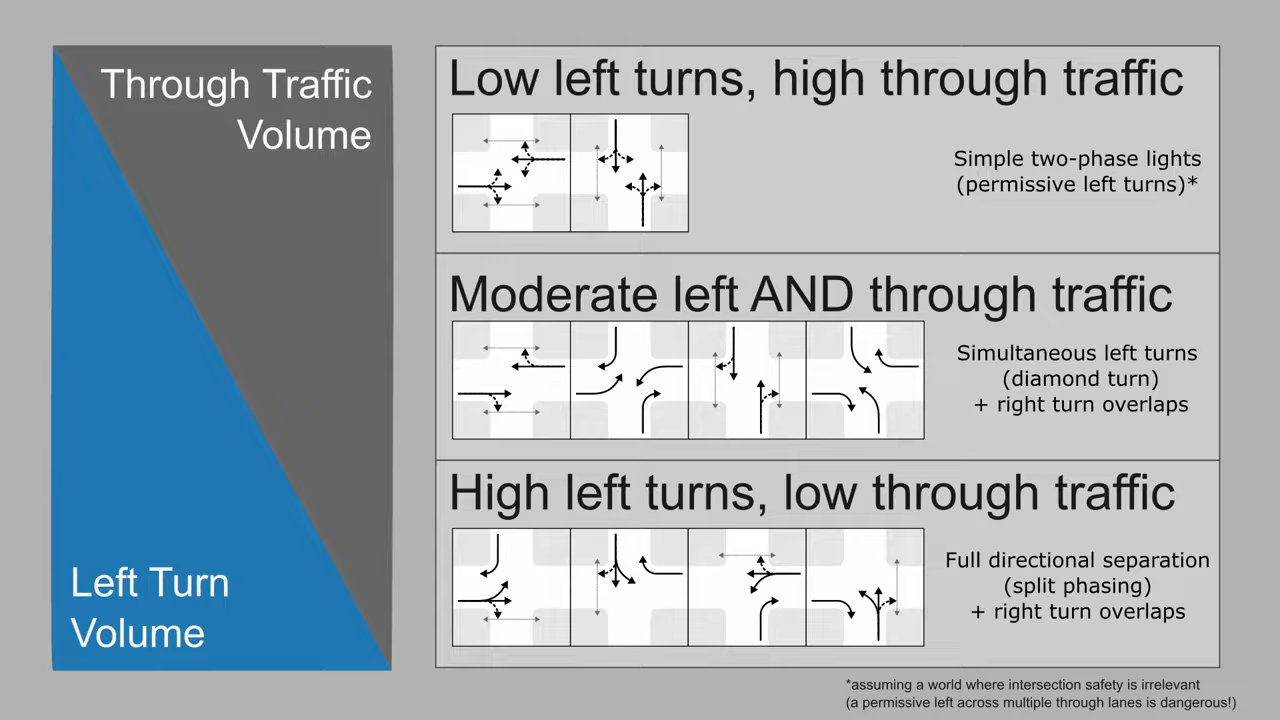 Through Traffic
Volume
Left Turn
Volume
Low left turns, high through traffic
Simple two-phase lights
(permissive left turns)*
Moderate left AND through traffic
Simultaneous left turns
(diamond turn)
+ right turn overlaps
High left turns, low through traffic
Full directional separation
(split phasing)
+ right turn overlaps
*assuming a world where intersection safety is irrelevant
(a permissive left across multiple through lanes is dangerous!)